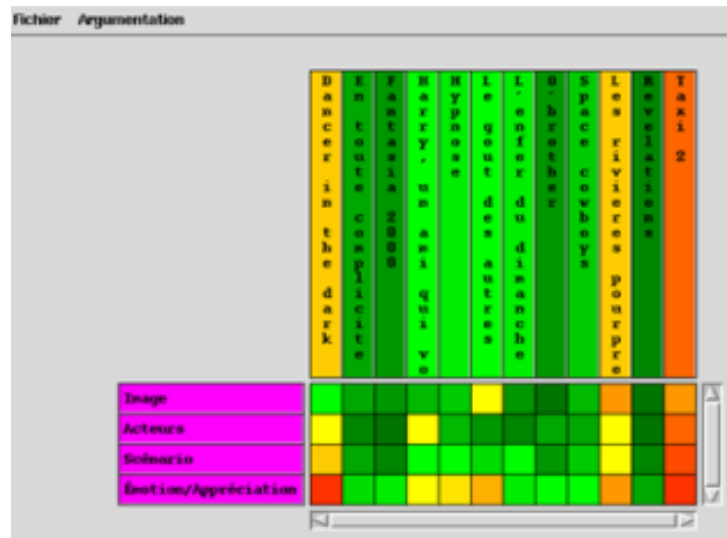 Fichier Argumentation
Dancer in the dark
En toute complicite
Fantasia 2000
Harry, un ami qui vo
Hypnose
Le gout des autres
L'enfer du dimanche
O'brother
Space cowboys
Les rivieres pourpre
Revelations
Taxi 2
Image
Acteurs
Scénario
Émotion/Appréciation